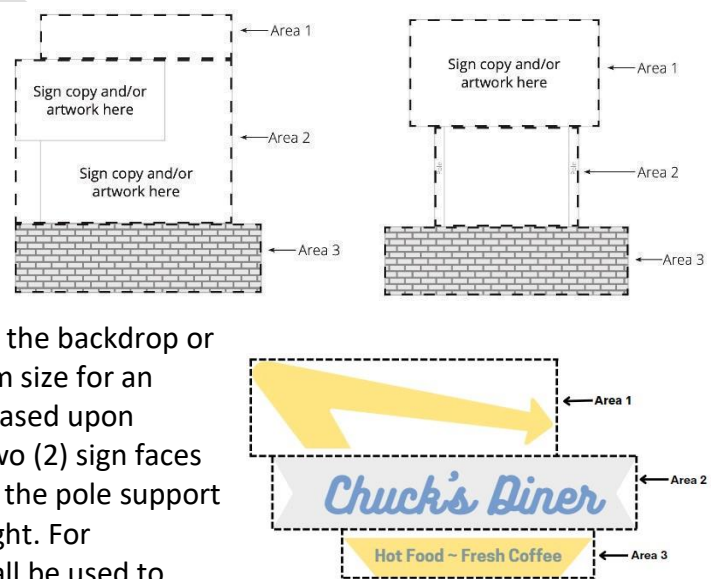 Area 1
Sign copy and/or
artwork here
Area 2
Sign copy and/or
artwork here
Area 3
Area 1
Sign copy and/or
artwork here
Area 2
Area 3
the backdrop or
m size for an
ased upon
wo (2) sign faces
the pole support
ght. For
all be used to
Area 1
Chuck's Diner
Area 2
Hot Food ~ Fresh Coffee
Area 3